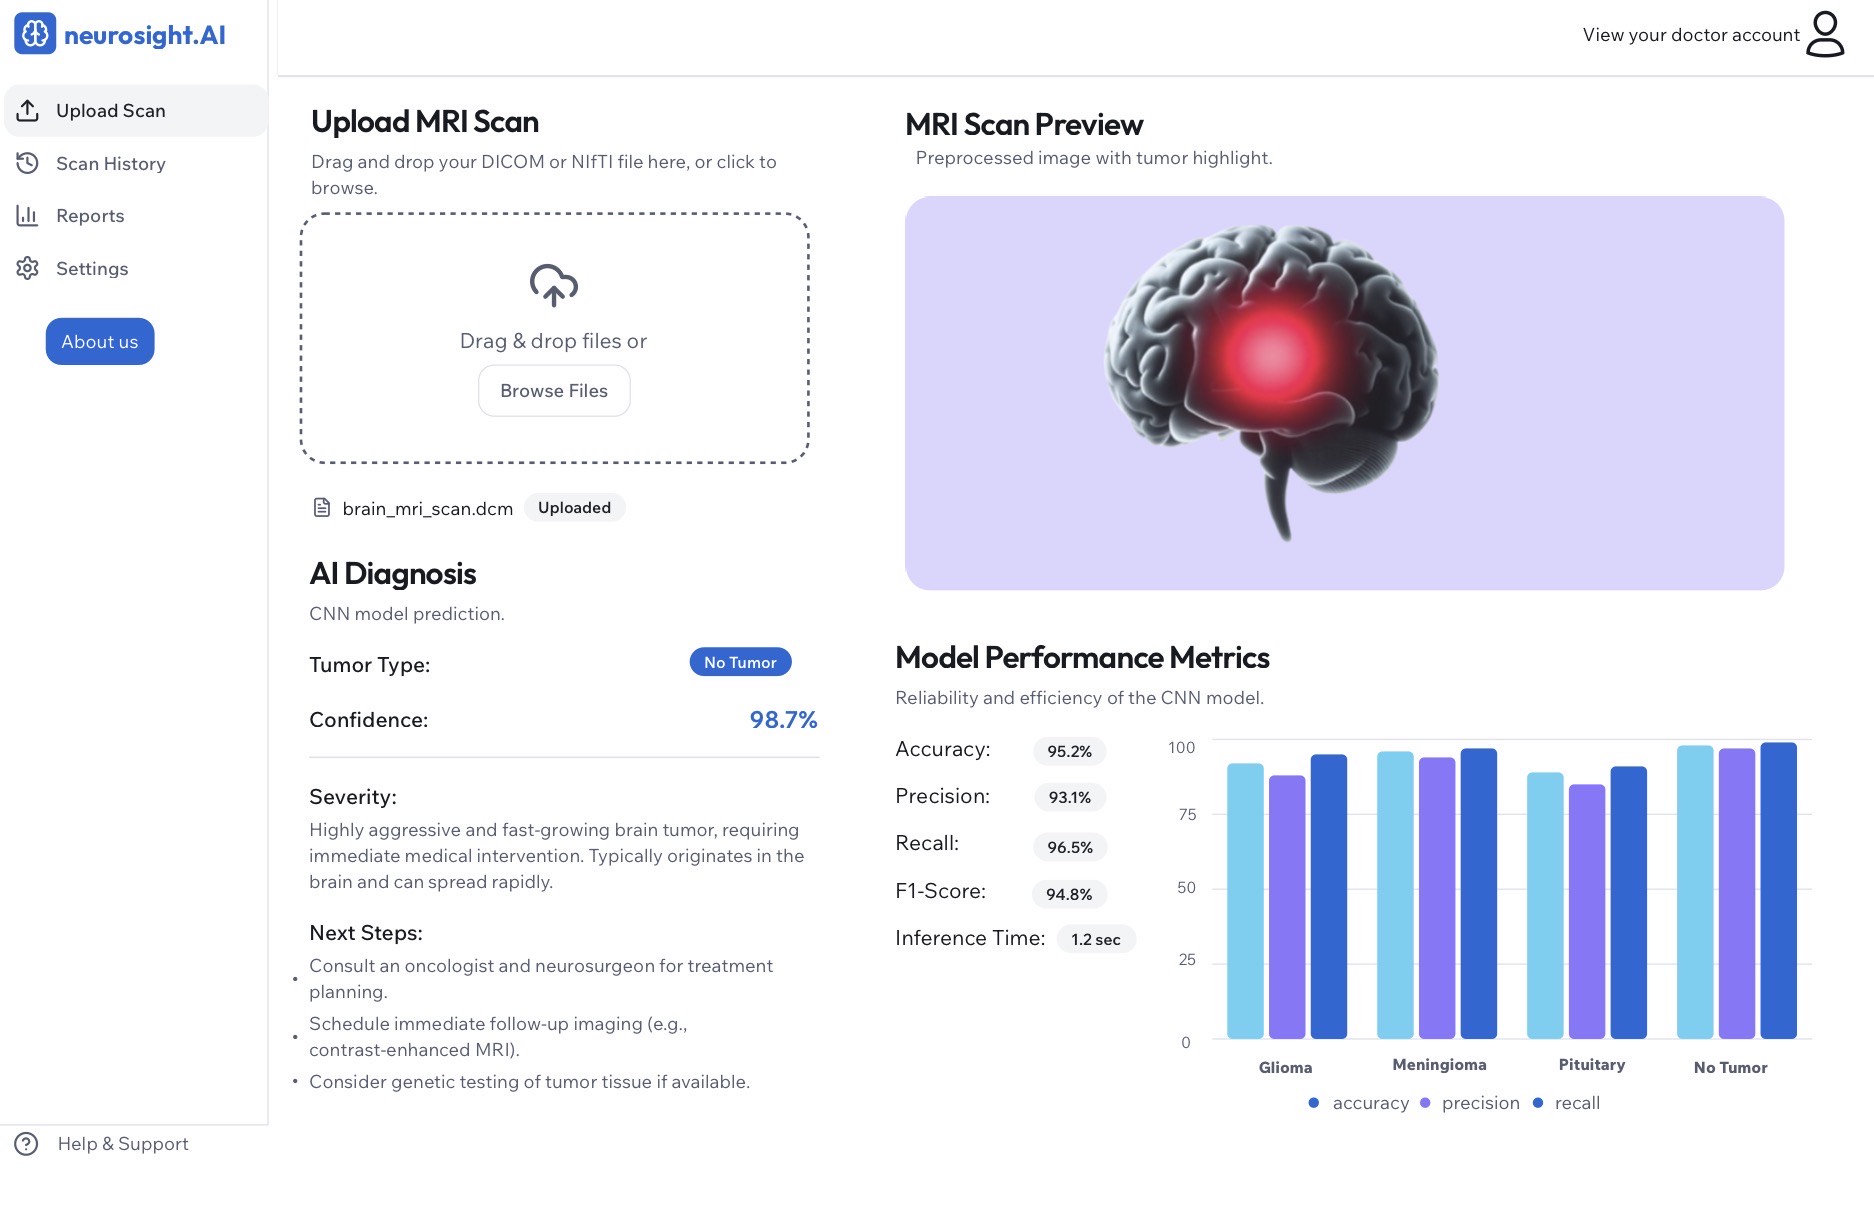 neurosight.AI
View your doctor account
Upload Scan
Scan History
Reports
Settings
About us
Help & Support
Upload MRI Scan
Drag and drop your DICOM or NIfTI file here, or click to
browse.
Drag & drop files or
Browse Files
brain_mri_scan.dcm Uploaded
AI Diagnosis
CNN model prediction.
Tumor Type: No Tumor
Confidence: 98.7%
Severity:
Highly aggressive and fast-growing brain tumor, requiring
immediate medical intervention. Typically originates in the
brain and can spread rapidly.
Next Steps:
• Consult an oncologist and neurosurgeon for treatment
planning.
• Schedule immediate follow-up imaging (e.g.,
contrast-enhanced MRI).
• Consider genetic testing of tumor tissue if available.
MRI Scan Preview
Preprocessed image with tumor highlight.
Model Performance Metrics
Reliability and efficiency of the CNN model.
Accuracy: 95.2%
Precision: 93.1%
Recall: 96.5%
F1-Score: 94.8%
Inference Time: 1.2 sec
100
75
50
25
0
Glioma Meningioma Pituitary No Tumor
accuracy precision recall